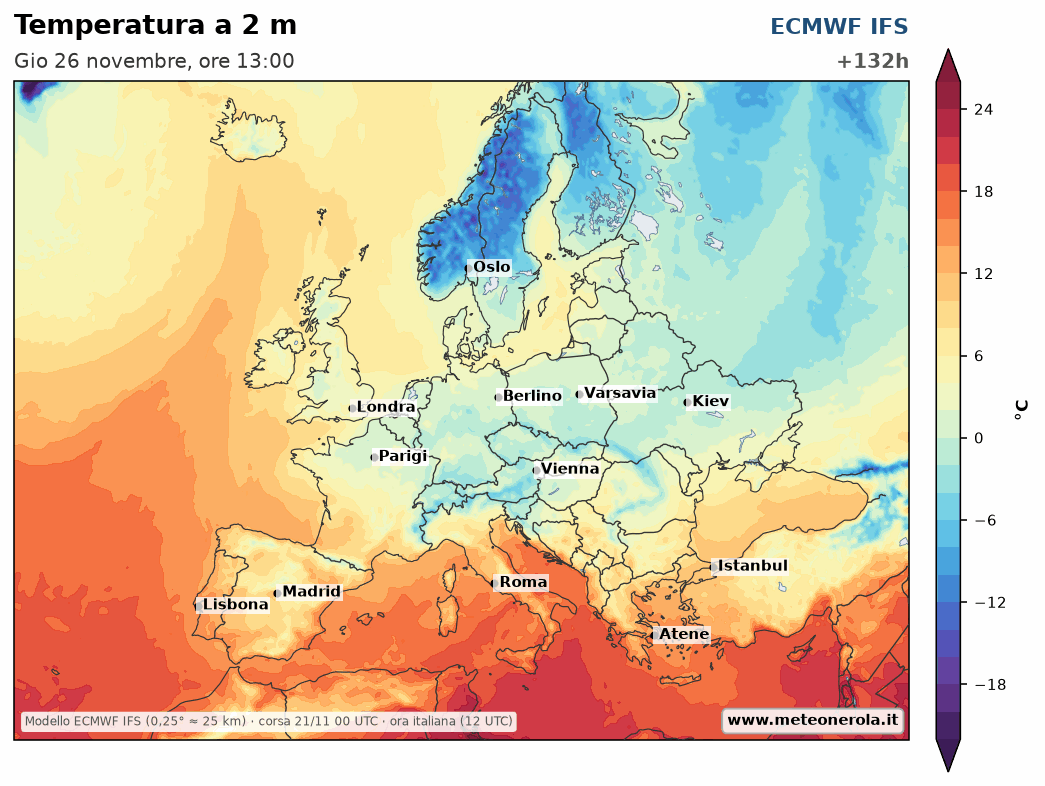 Temperatura a 2 m
ECMWF IFS
Gio 26 novembre, ore 13:00
+132h
24
18
12
6
0
−6
−12
−18
°C
Oslo
Berlino
Varsavia
Kiev
Londra
Parigi
Vienna
Istanbul
Roma
Madrid
Lisbona
Atene
Modello ECMWF IFS (0,25° ≈ 25 km) · corsa 21/11 00 UTC · ora italiana (12 UTC)
www.meteonerola.it